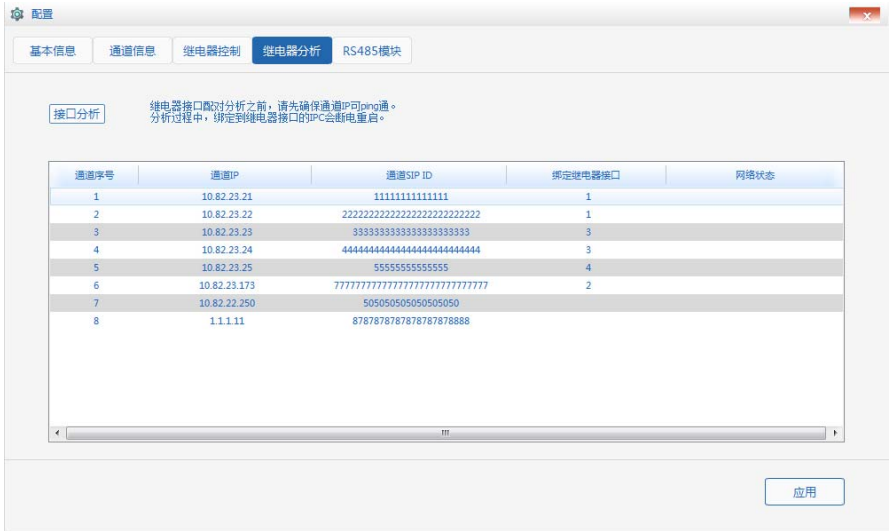 配置
基本信息 通道信息 继电器控制 继电器分析 RS485模块
接口分析
继电器接口配对分析之前，请先确保通道IP可ping通。
分析过程中，绑定到继电器接口的IPC会断电重启。
通道序号 通道IP 通道SIP ID 绑定继电器接口 网络状态
1 10.82.23.21 11111111111111 1
2 10.82.23.22 2222222222222222222222222 1
3 10.82.23.23 333333333333333333333 3
4 10.82.23.24 4444444444444444444444444 3
5 10.82.23.25 55555555555555 4
6 10.82.23.173 7777777777777777777777777777 2
7 10.82.22.250 505050505050505050
8 1.1.1.11 8787878787878787878888
应用